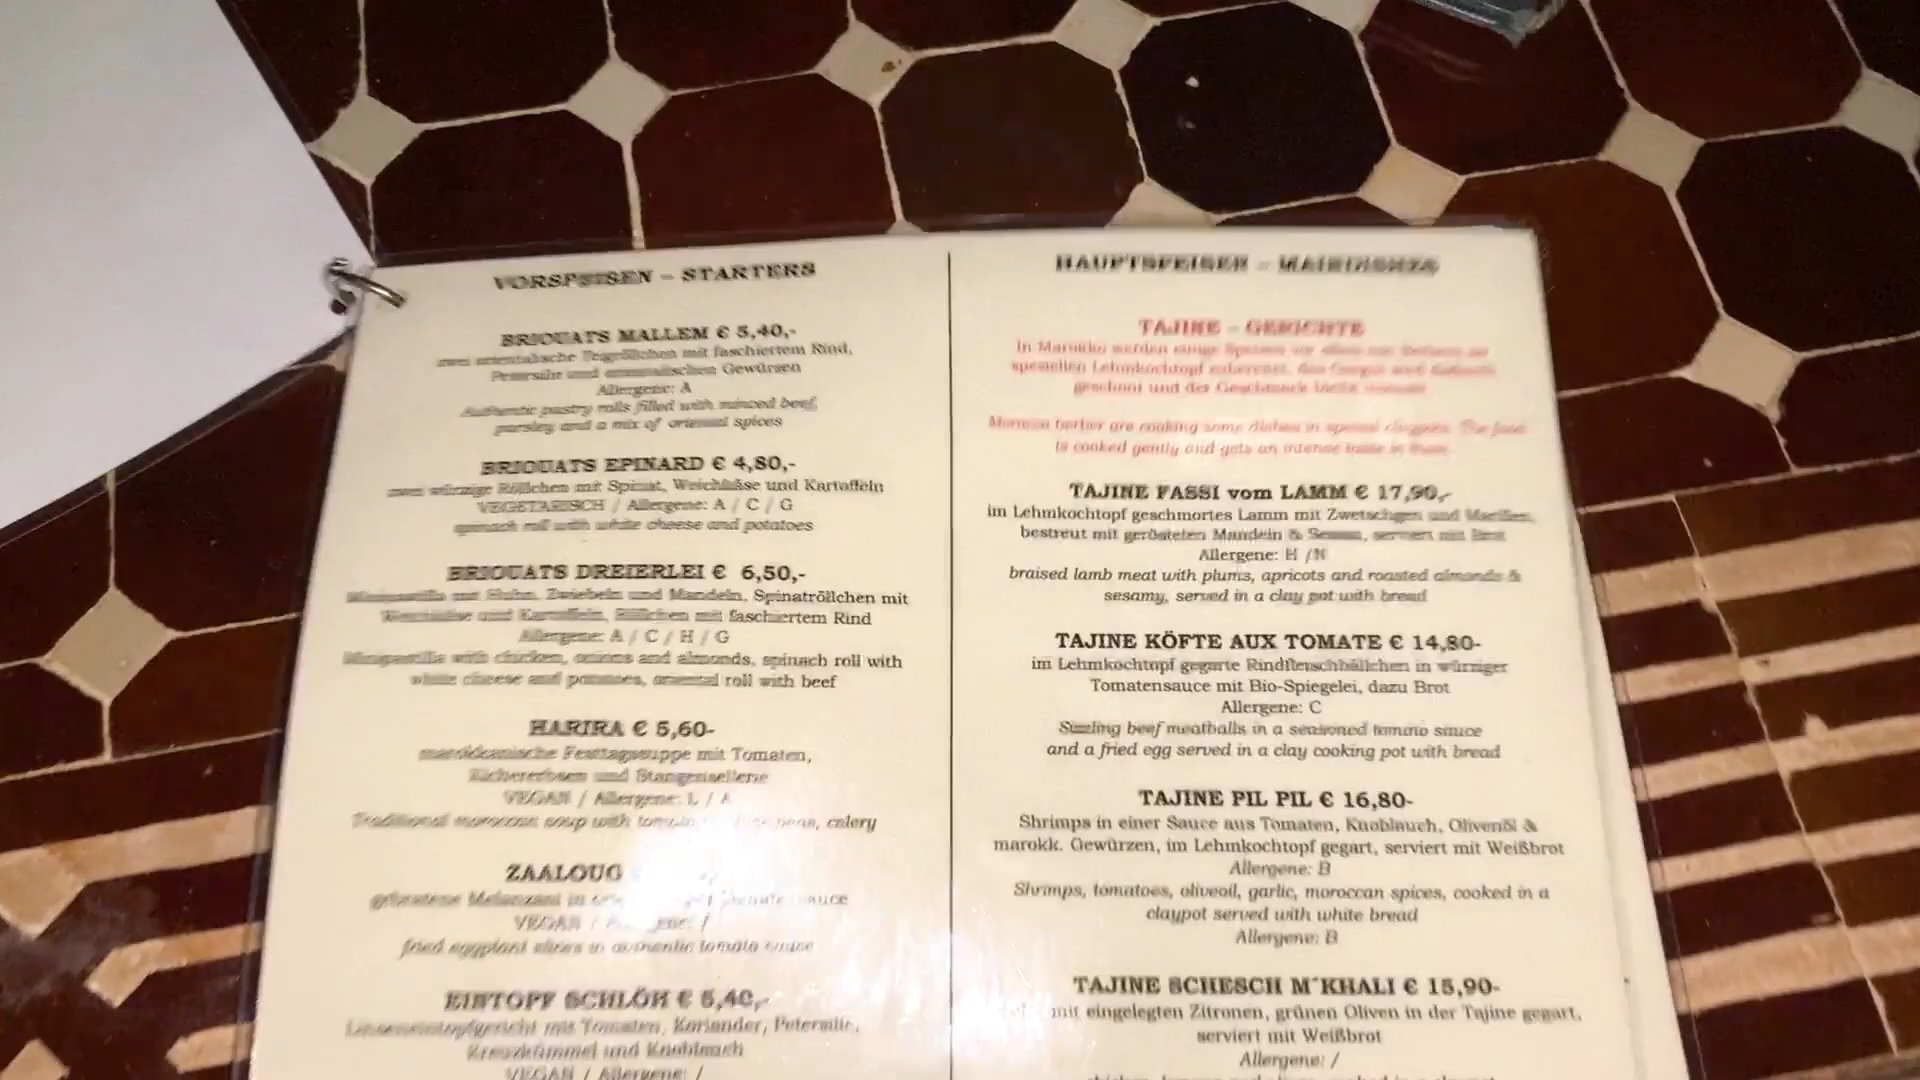 VORSPEISEN – STARTERS
BRIOUATS MALLEM € 5,40,-
zwei orientalische Teigröllchen mit faschiertem Rind,
Petersilie und aromatischen Gewürzen
Allergene: A
Authentic pastry rolls filled with minced beef,
parsley and a mix of oriental spices
BRIOUATS EPINARD € 4,80,-
zwei würzige Röllchen mit Spinat, Weichkäse und Kartoffeln
VEGETARISCH / Allergene: A / C / G
spinach roll with white cheese and potatoes
BRIOUATS DREIERLEI € 6,50,-
Minipastilla mit Huhn, Zwiebeln und Mandeln, Spinatröllchen mit
Weichkäse und Kartoffeln, Röllchen mit faschiertem Rind
Allergene: A / C / H / G
Minipastilla with chicken, onions and almonds, spinach roll with
white cheese and potatoes, oriental roll with beef
HARIRA € 5,60-
marokkanische Festtagsuppe mit Tomaten,
Kichererbsen und Stangensellerie
VEGAN / Allergene: L / A
Traditional moroccan soup with celery
ZAALOUG
gebratene Melanzani in sauce
VEGAN / /
fried eggplant slices in authentic tomato sauce
EINTOPF SCHLÖH € 5,40,-
Linseneintopfgericht mit Tomaten, Koriander, Petersilie,
Kreuzkümmel und Knoblauch
VEGAN / Allergene: /
HAUPTSPEISEN – MAINDISHES
TAJINE – GERICHTE
In Marokko werden einige Speisen
speziellen Lehmkochtopf zubereitet,
geschont und der Geschmack
berber are cooking some dishes in special The food
is cooked gently and gets an intense taste
TAJINE FASSI vom LAMM € 17,90,-
im Lehmkochtopf geschmortes Lamm mit Zwetschgen und Marillen,
bestreut mit gerösteten Mandeln & Sesam, serviert mit Brot
Allergene: H /N
braised lamb meat with plums, apricots and roasted almonds &
sesamy, served in a clay pot with bread
TAJINE KÖFTE AUX TOMATE € 14,80-
im Lehmkochtopf gegarte Rindfleischbällchen in würziger
Tomatensauce mit Bio-Spiegelei, dazu Brot
Allergene: C
Sizzling beef meatballs in a seasoned tomato sauce
and a fried egg served in a clay cooking pot with bread
TAJINE PIL PIL € 16,80-
Shrimps in einer Sauce aus Tomaten, Knoblauch, Olivenöl &
marokk. Gewürzen, im Lehmkochtopf gegart, serviert mit Weißbrot
Allergene: B
Shrimps, tomatoes, oliveoil, garlic, moroccan spices, cooked in a
claypot served with white bread
Allergene: B
TAJINE SCHESCH M´KHALI € 15,90-
mit eingelegten Zitronen, grünen Oliven in der Tajine gegart,
serviert mit Weißbrot
Allergene: /